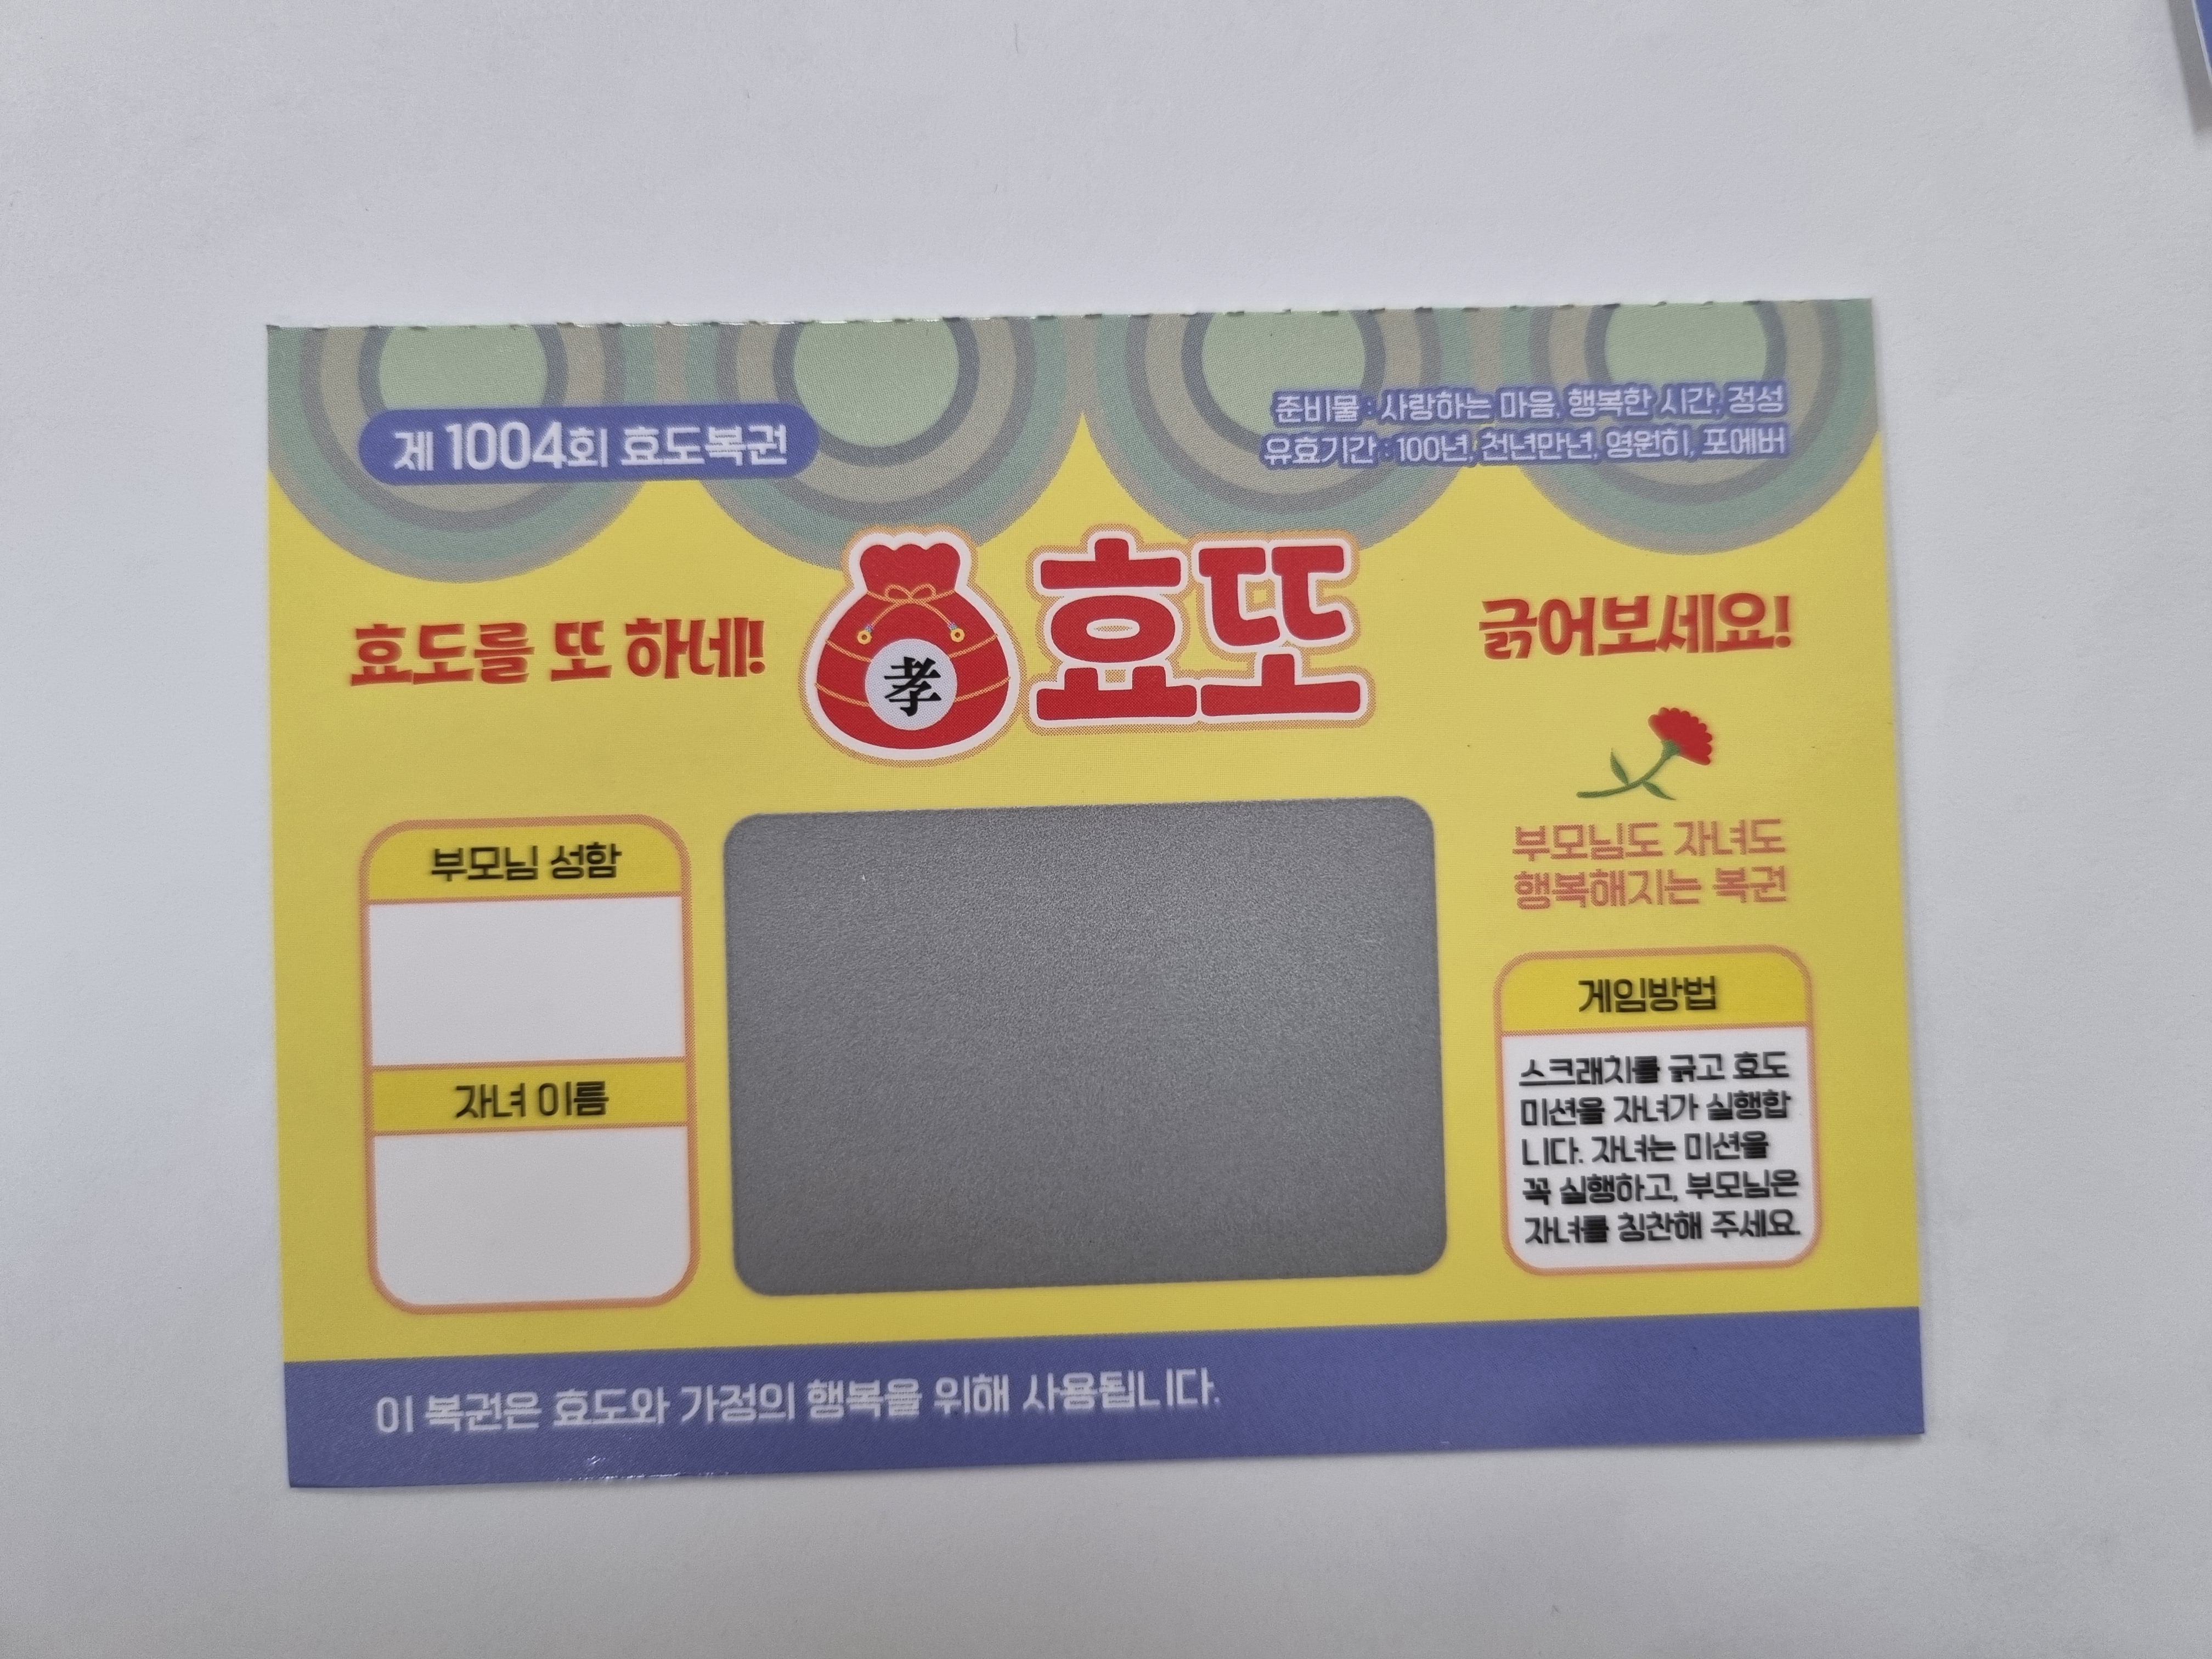 제 1004회 효도복권
준비물 : 사랑하는 마음, 행복한 시간, 정성
유효기간 : 100년, 천년만년, 영원히, 포에버
효도를 또 하네!
孝
효또
긁어보세요!
부모님 성함
자녀 이름
부모님도 자녀도
행복해지는 복권
게임방법
스크래치를 긁고 효도
미션을 자녀가 실행합
니다. 자녀는 미션을
꼭 실행하고, 부모님은
자녀를 칭찬해 주세요
이 복권은 효도와 가정의 행복을 위해 사용됩니다.